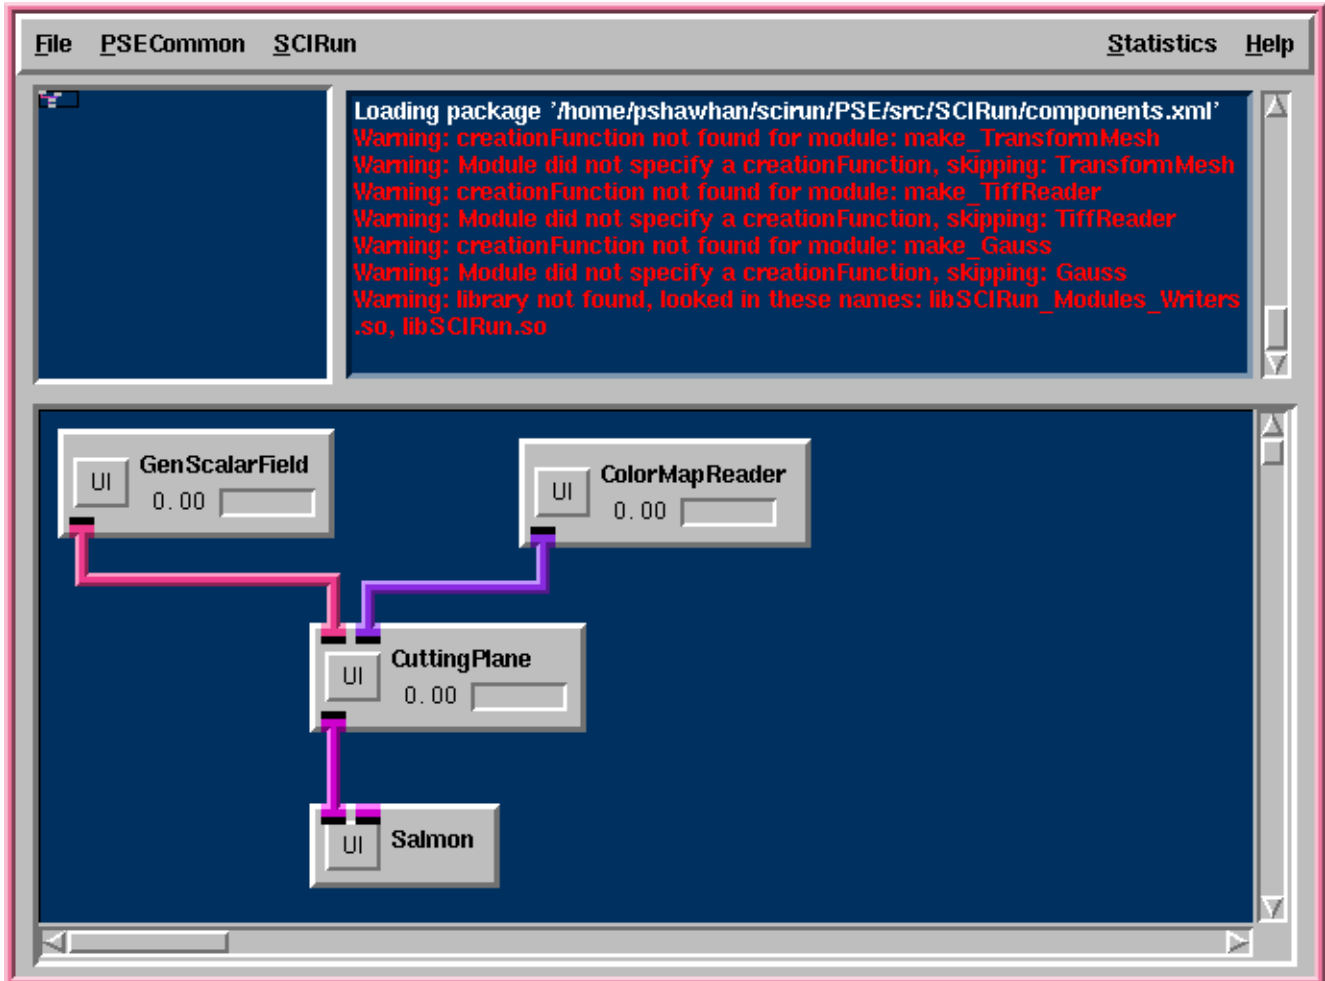 File PSECommon SCIRun Statistics Help
Loading package '/home/pshawhan/scirun/PSE/src/SCIRun/components.xml'
Warning: creationFunction not found for module: make_TransformMesh
Warning: Module did not specify a creationFunction, skipping: TransformMesh
Warning: creationFunction not found for module: make_TiffReader
Warning: Module did not specify a creationFunction, skipping: TiffReader
Warning: creationFunction not found for module: make_Gauss
Warning: Module did not specify a creationFunction, skipping: Gauss
Warning: library not found, looked in these names: libSCIRun_Modules_Writers
.so, libSCIRun.so
GenScalarField
UI
0.00
ColorMapReader
UI
0.00
CuttingPlane
UI
0.00
Salmon
UI